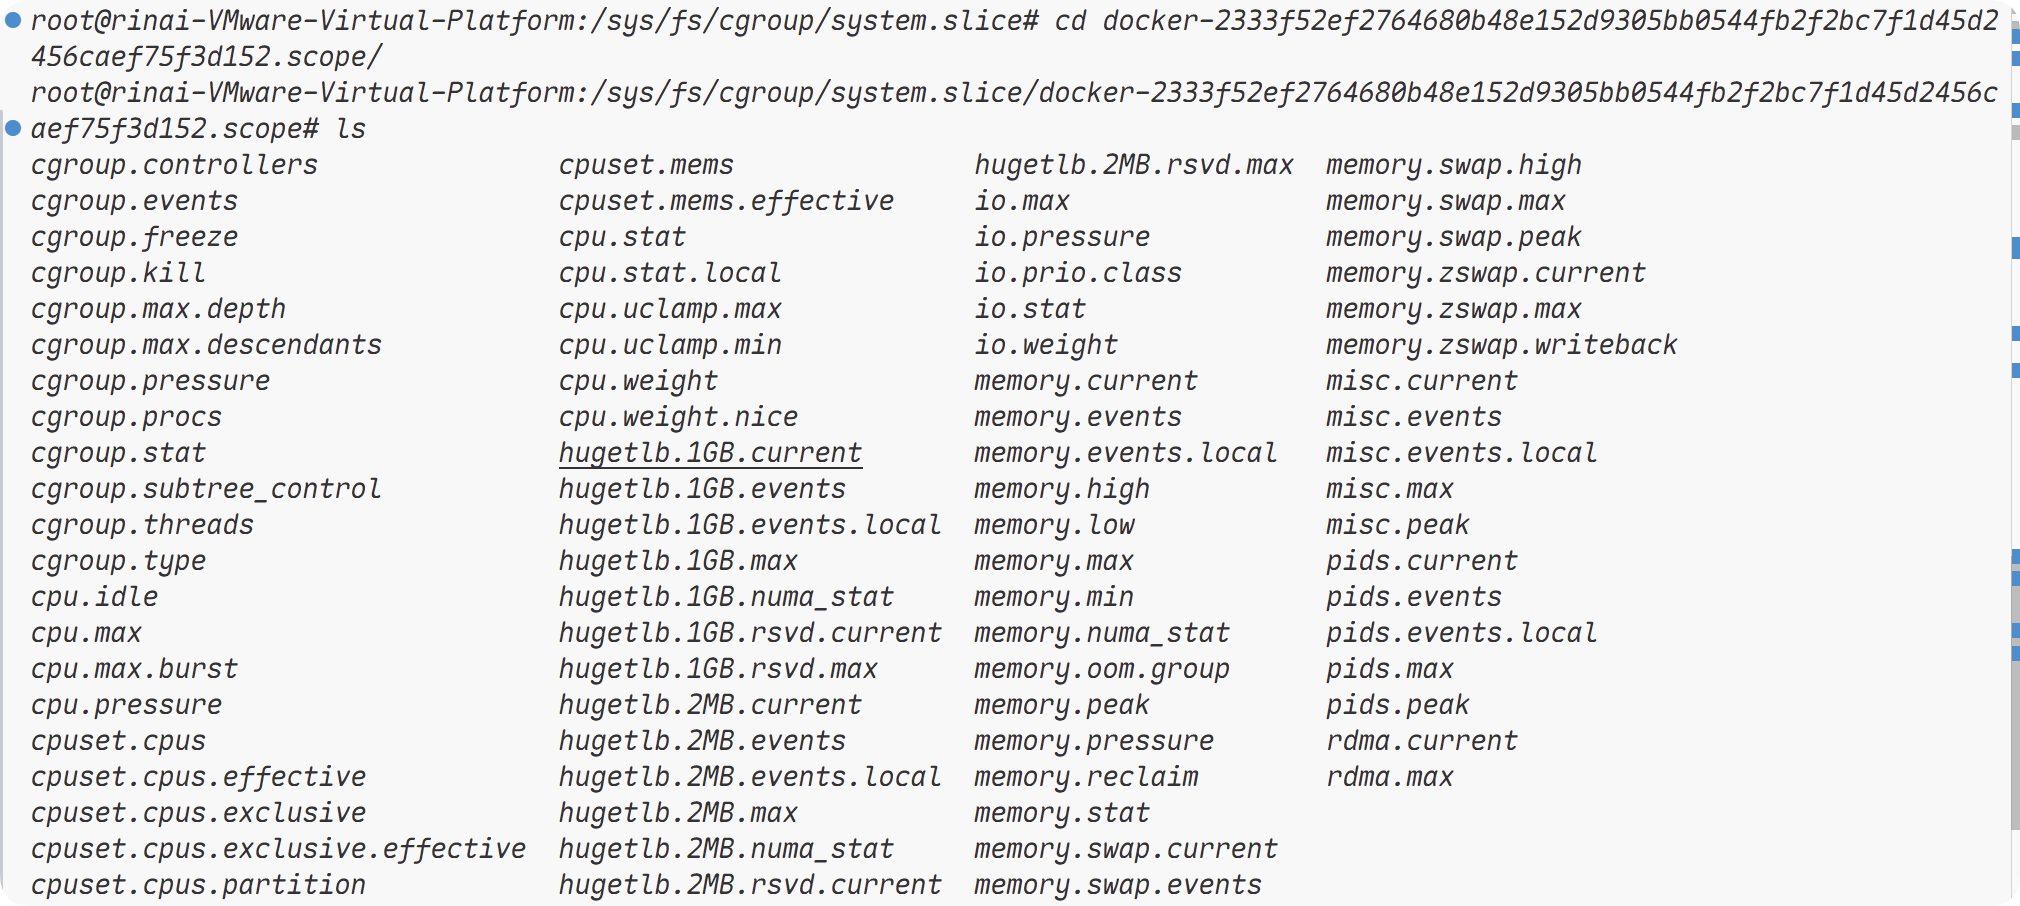 root@rinai-VMware-Virtual-Platform:/sys/fs/cgroup/system.slice# cd docker-2333f52ef2764680b48e152d9305bb0544fb2f2bc7f1d45d2
456caef75f3d152.scope/
root@rinai-VMware-Virtual-Platform:/sys/fs/cgroup/system.slice/docker-2333f52ef2764680b48e152d9305bb0544fb2f2bc7f1d45d2456c
aef75f3d152.scope# ls
cgroup.controllers cpuset.mems hugetlb.2MB.rsvd.max memory.swap.high
cgroup.events cpuset.mems.effective io.max memory.swap.max
cgroup.freeze cpu.stat io.pressure memory.swap.peak
cgroup.kill cpu.stat.local io.prio.class memory.zswap.current
cgroup.max.depth cpu.uclamp.max io.stat memory.zswap.max
cgroup.max.descendants cpu.uclamp.min io.weight memory.zswap.writeback
cgroup.pressure cpu.weight memory.current misc.current
cgroup.procs cpu.weight.nice memory.events misc.events
cgroup.stat hugetlb.1GB.current memory.events.local misc.events.local
cgroup.subtree_control hugetlb.1GB.events memory.high misc.max
cgroup.threads hugetlb.1GB.events.local memory.low misc.peak
cgroup.type hugetlb.1GB.max memory.max pids.current
cpu.idle hugetlb.1GB.numa_stat memory.min pids.events
cpu.max hugetlb.1GB.rsvd.current memory.numa_stat pids.events.local
cpu.max.burst hugetlb.1GB.rsvd.max memory.oom.group pids.max
cpu.pressure hugetlb.2MB.current memory.peak pids.peak
cpuset.cpus hugetlb.2MB.events memory.pressure rdma.current
cpuset.cpus.effective hugetlb.2MB.events.local memory.reclaim rdma.max
cpuset.cpus.exclusive hugetlb.2MB.max memory.stat
cpuset.cpus.exclusive.effective hugetlb.2MB.numa_stat memory.swap.current
cpuset.cpus.partition hugetlb.2MB.rsvd.current memory.swap.events